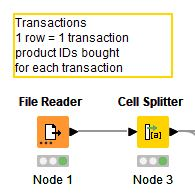 Transactions
1 row = 1 transaction
product IDs bought
for each transaction
File Reader
Cell Splitter
[a]
Node 1
Node 3